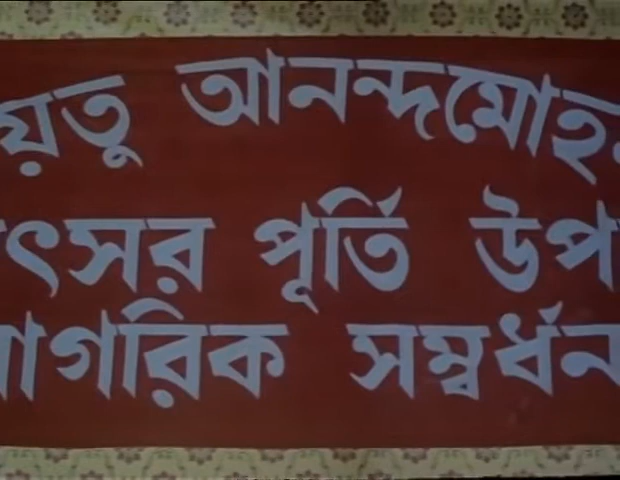 য়তু আনন্দমোহ
ৎসর পূর্তি উপ
াগরিক সম্বর্ধন